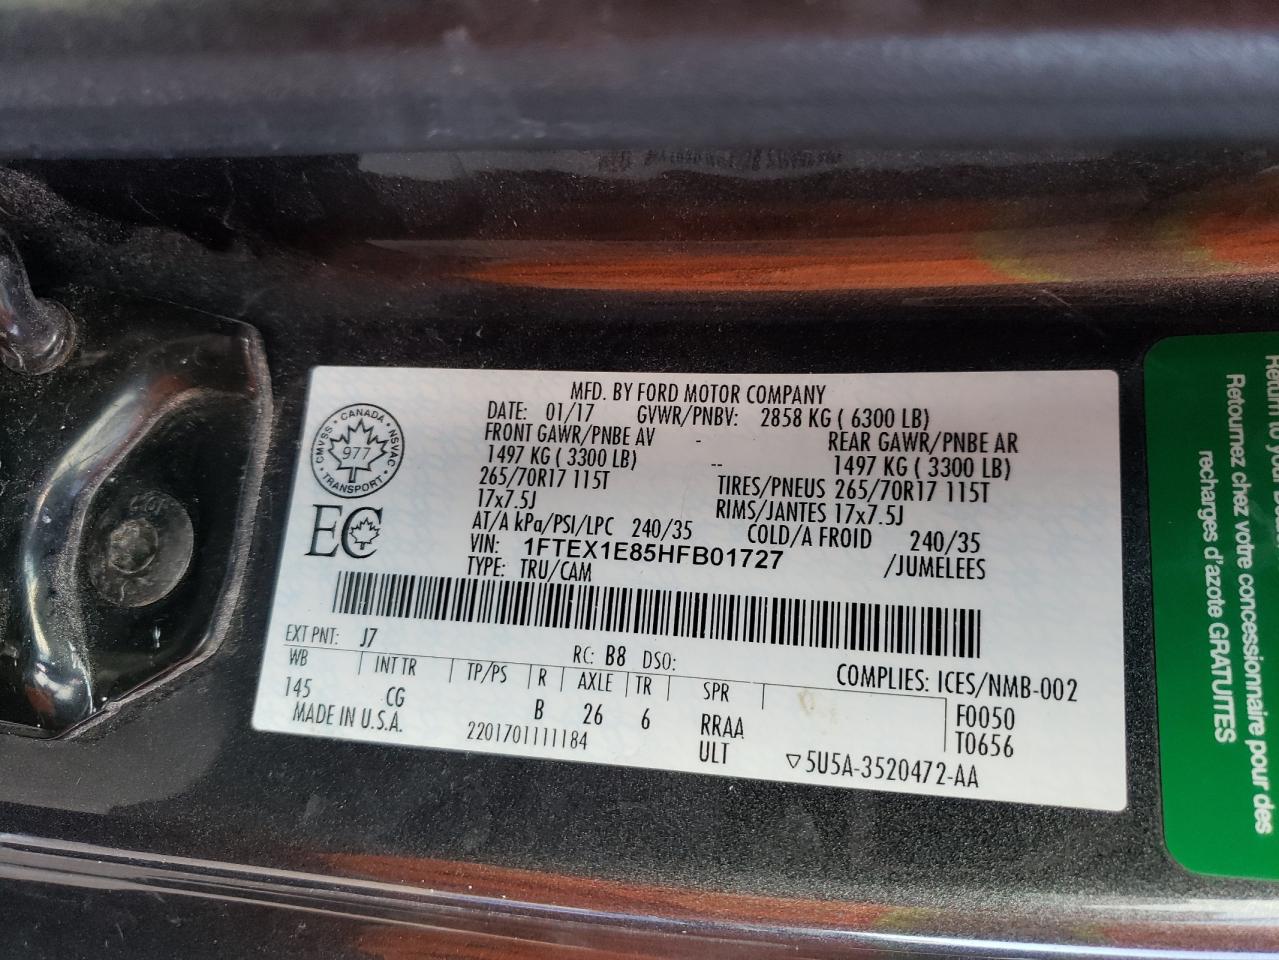 MFD. BY FORD MOTOR COMPANY
DATE: 01/17 GVWR/PNBV: 2858 KG ( 6300 LB)
FRONT GAWR/PNBE AV - REAR GAWR/PNBE AR
1497 KG ( 3300 LB) -- 1497 KG ( 3300 LB)
265/70R17 115T TIRES/PNEUS 265/70R17 115T
17x7.5J RIMS/JANTES 17x7.5J
AT/A kPa/PSI/LPC 240/35 COLD/A FROID 240/35
VIN: 1FTEX1E85HFB01727 /JUMELEES
TYPE: TRU/CAM
CANADA
CMVSS NSVAC
977
TRANSPORT
EC
EXT PNT: J7 RC: B8 DSO:
COMPLIES: ICES/NMB-002
WB INT TR TP/PS R AXLE TR SPR
145 CG B 26 6 RRAA F0050
MADE IN U.S.A. 2201701111184 ULT T0656
▽5U5A-3520472-AA
Retournez chez votre concessionnaire pour des
recharges d'azote GRATUITES